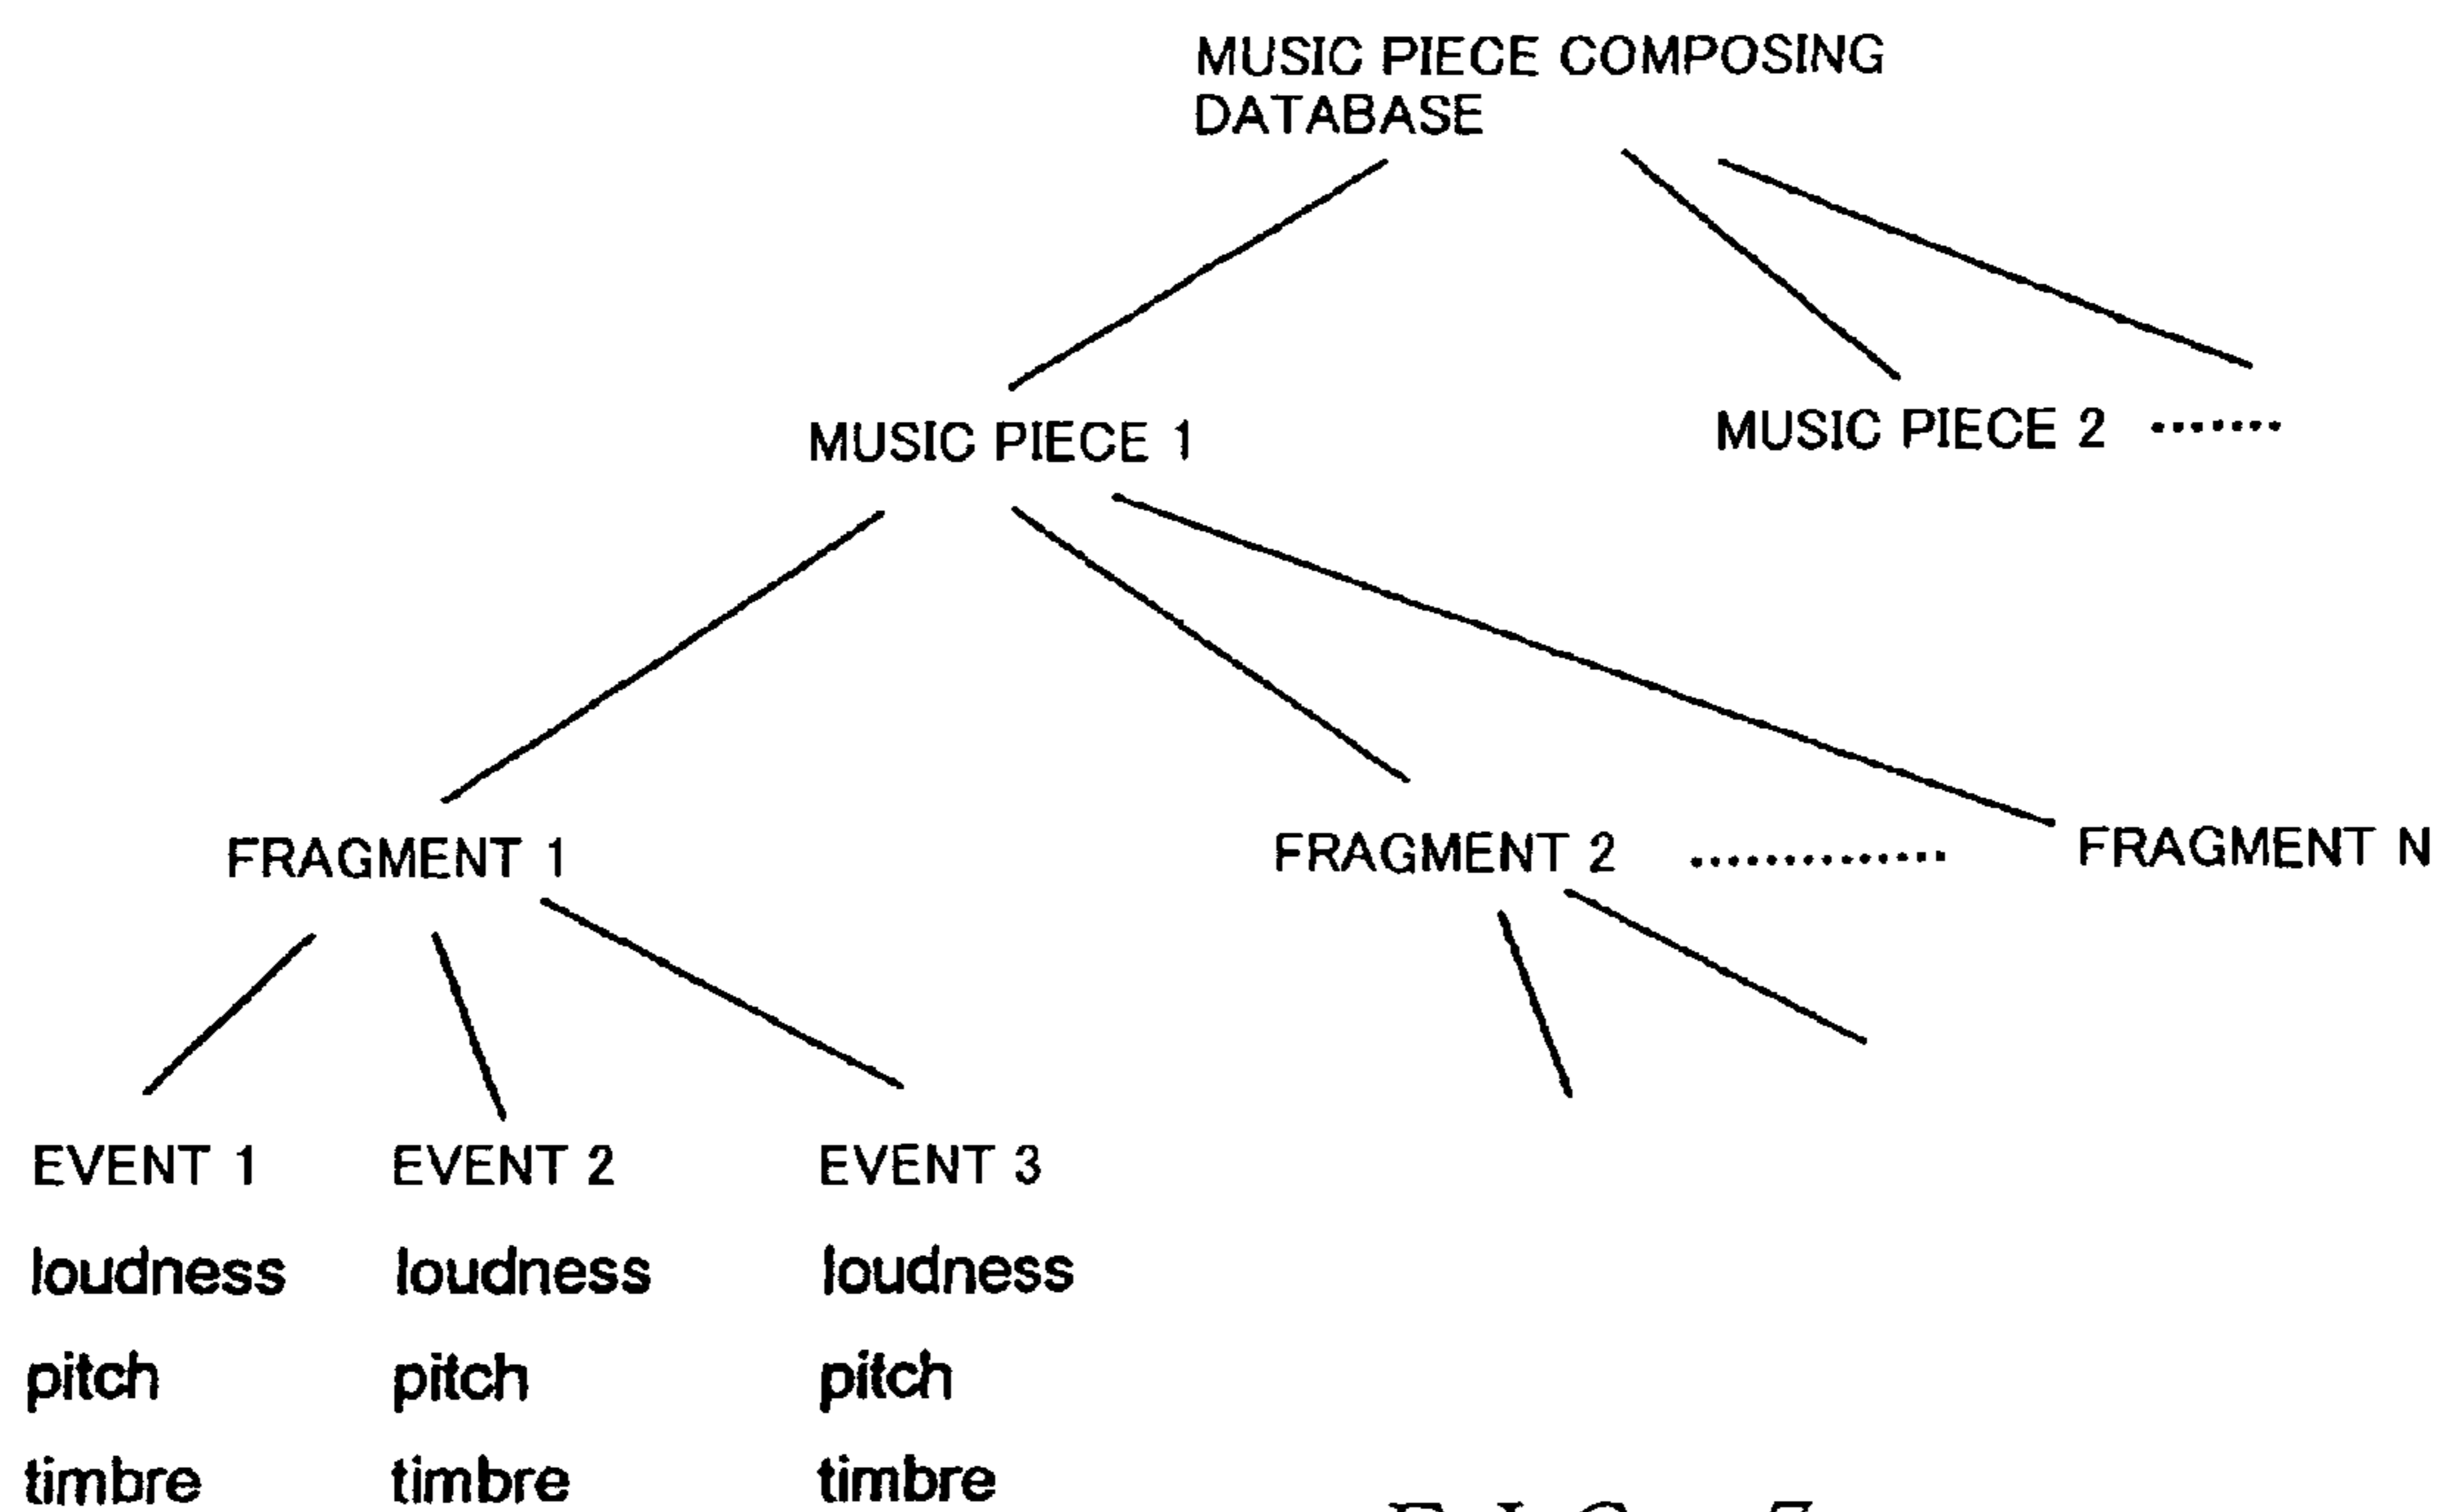 MUSIC PIECE COMPOSING
DATABASE
MUSIC PIECE 1 MUSIC PIECE 2 .......
FRAGMENT 1 FRAGMENT 2 .............. FRAGMENT N
EVENT 1 EVENT 2 EVENT 3
loudness loudness loudness
pitch pitch pitch
timbre timbre timbre